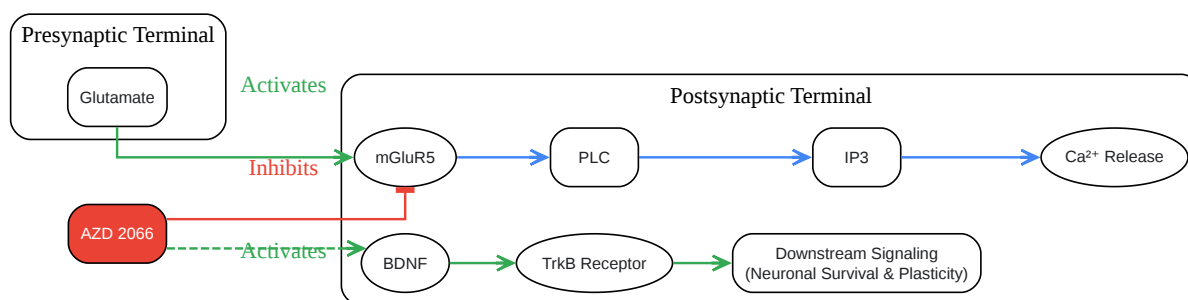 Presynaptic Terminal
Glutamate
Activates
Postsynaptic Terminal
mGluR5
PLC
IP3
Ca²⁺ Release
Inhibits
AZD 2066
Activates
BDNF
TrkB Receptor
Downstream Signaling
(Neuronal Survival & Plasticity)